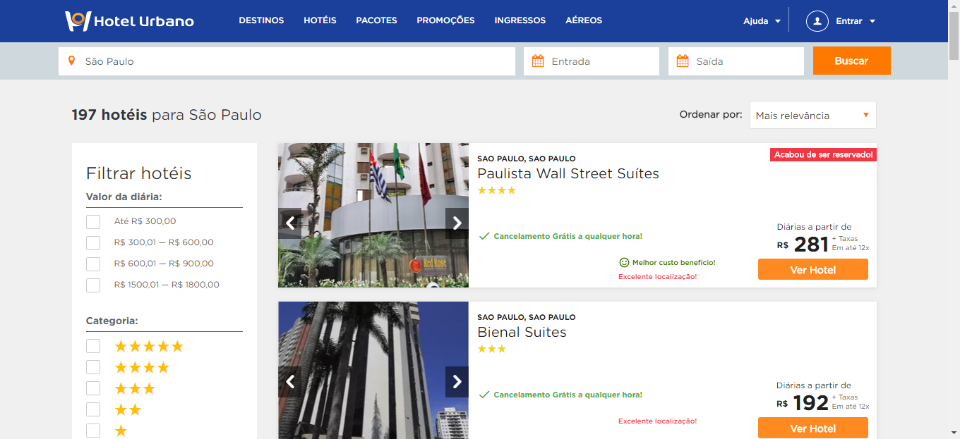 Hotel Urbano
DESTINOS HOTÉIS PACOTES PROMOÇÕES INGRESSOS AÉREOS
Ajuda Entrar
São Paulo
Entrada
Saída
Buscar
197 hotéis para São Paulo
Ordenar por: Mais relevância
Filtrar hotéis
Valor da diária:
Até R$ 300,00
R$ 300,01 — R$ 600,00
R$ 600,01 — R$ 900,00
R$ 1500,01 — R$ 1800,00
Categoria:
Acabou de ser reservado!
SAO PAULO, SAO PAULO
Paulista Wall Street Suítes
Cancelamento Grátis a qualquer hora!
Melhor custo benefício!
Excelente localização!
Diárias a partir de
R$ 281 + Taxas
Em até 12x
Ver Hotel
SAO PAULO, SAO PAULO
Bienal Suites
Cancelamento Grátis a qualquer hora!
Excelente localização!
Diárias a partir de
R$ 192 + Taxas
Em até 12x
Ver Hotel